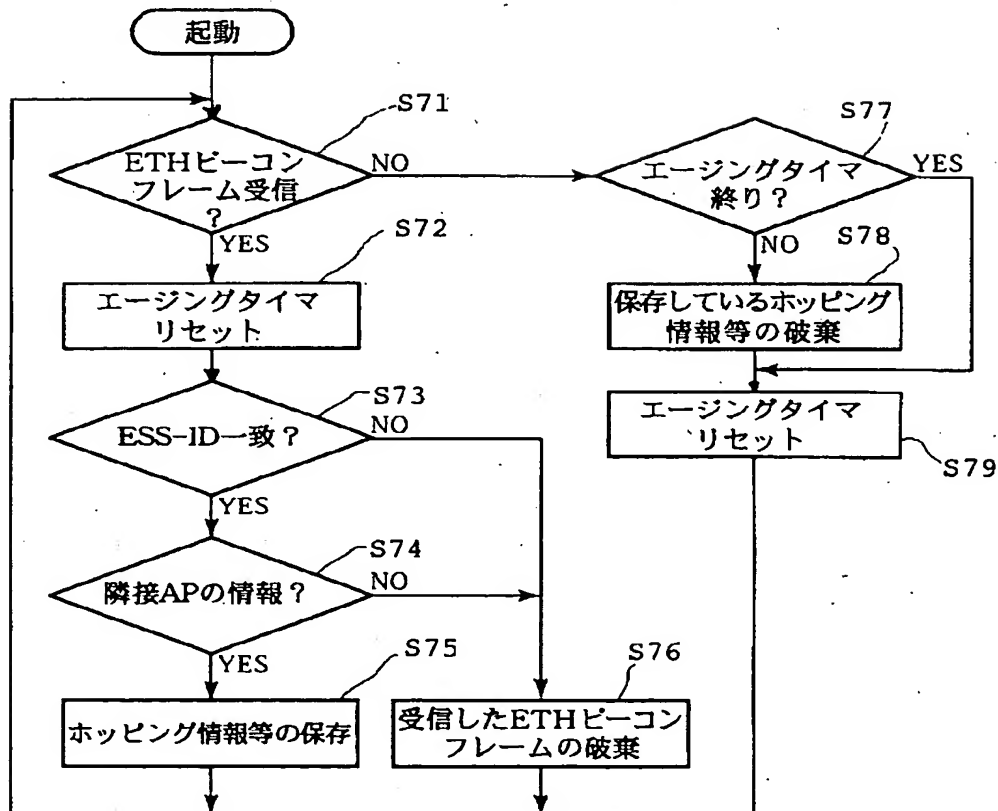 起動
S71
ETHビーコン
フレーム受信
?
NO
YES
S77
エージングタイマ
終り?
YES
NO
S72
エージングタイマ
リセット
S78
保存しているホッピング
情報等の破棄
S73
ESS-ID一致?
NO
YES
エージングタイマ
リセット
S79
S74
隣接APの情報?
NO
YES
S75
ホッピング情報等の保存
S76
受信したETHビーコン
フレームの破棄